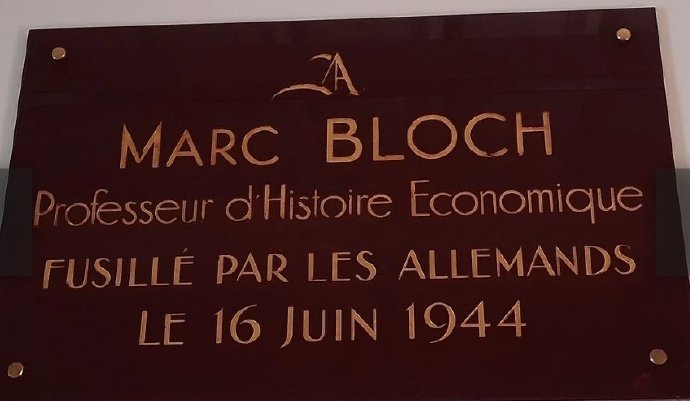 À
MARC BLOCH
Professeur d'Histoire Economique
FUSILLÉ PAR LES ALLEMANDS
LE 16 JUIN 1944